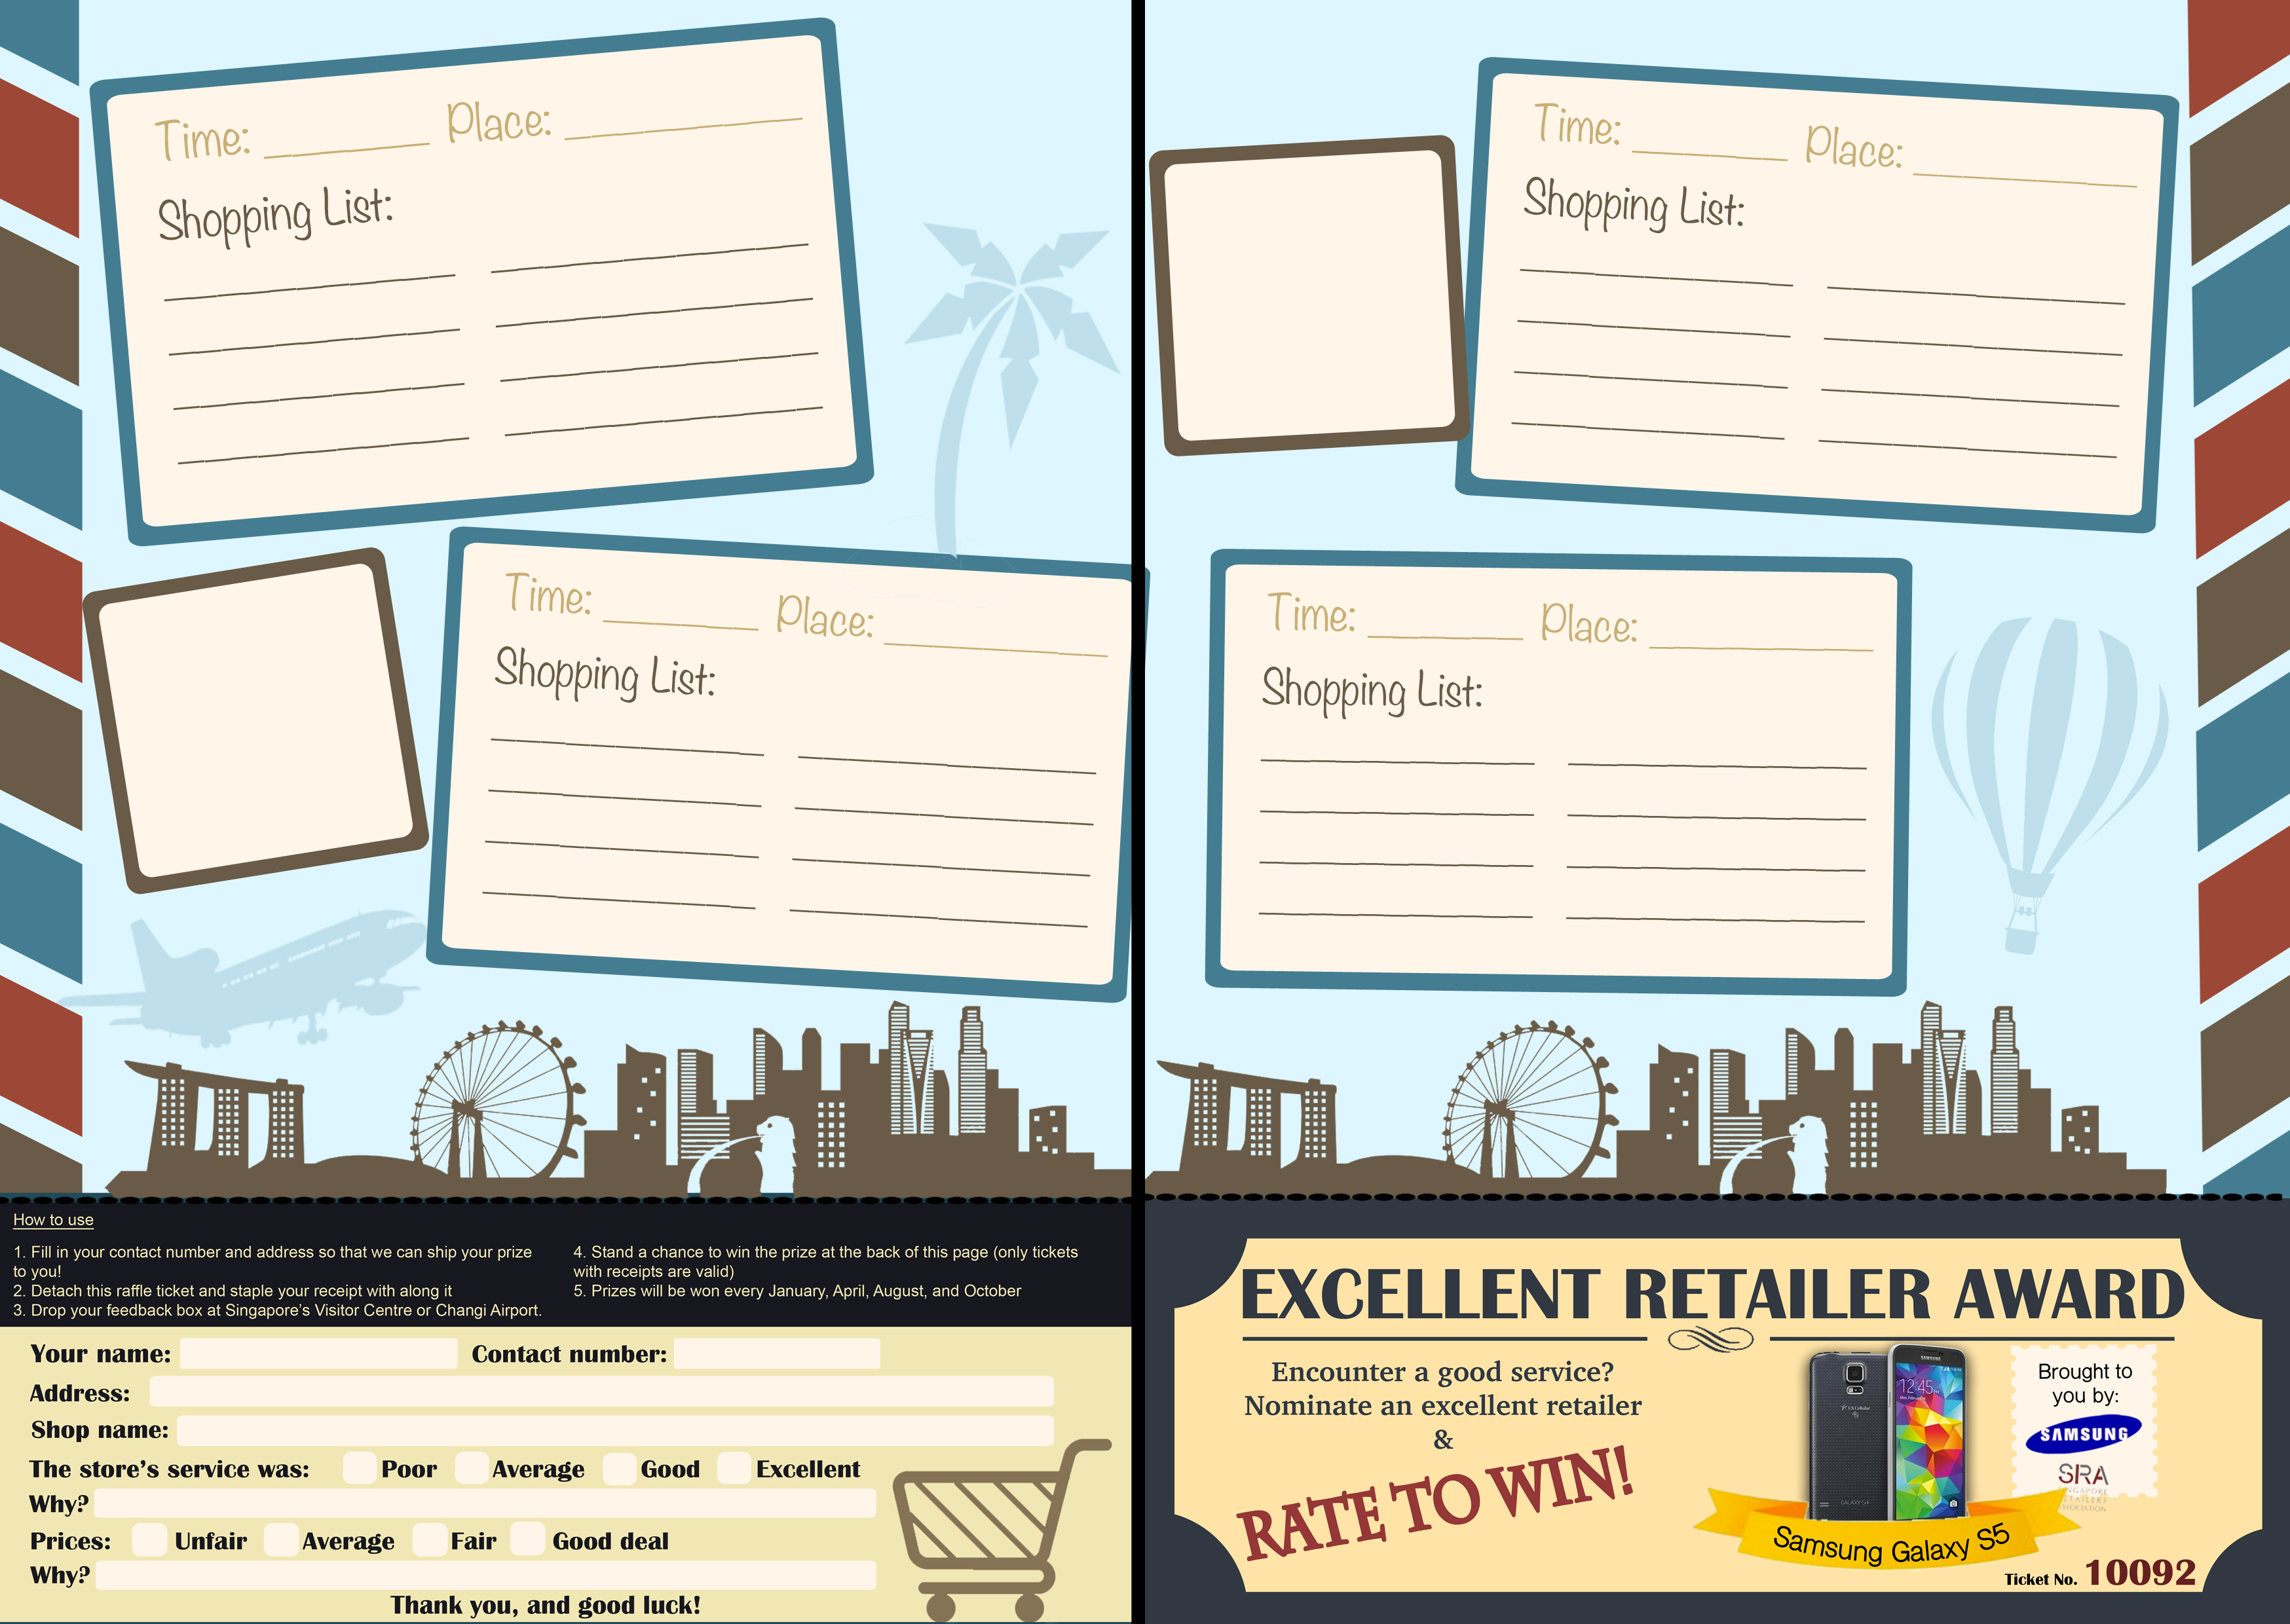 Time: Place:
Shopping List:
Time: Place:
Shopping List:
How to use
1. Fill in your contact number and address so that we can ship your prize
to you!
2. Detach this raffle ticket and staple your receipt with along it
3. Drop your feedback box at Singapore's Visitor Centre or Changi Airport.
4. Stand a chance to win the prize at the back of this page (only tickets
with receipts are valid)
5. Prizes will be won every January, April, August, and October
Your name: Contact number:
Address:
Shop name:
The store's service was: Poor Average Good Excellent
Why?
Prices: Unfair Average Fair Good deal
Why?
Thank you, and good luck!
Time: Place:
Shopping List:
Time: Place:
Shopping List:
EXCELLENT RETAILER AWARD
Encounter a good service?
Nominate an excellent retailer
&
RATE TO WIN!
SAMSUNG
12:45
Samsung Galaxy S5
Brought to
you by:
SAMSUNG
SRA
Ticket No. 10092